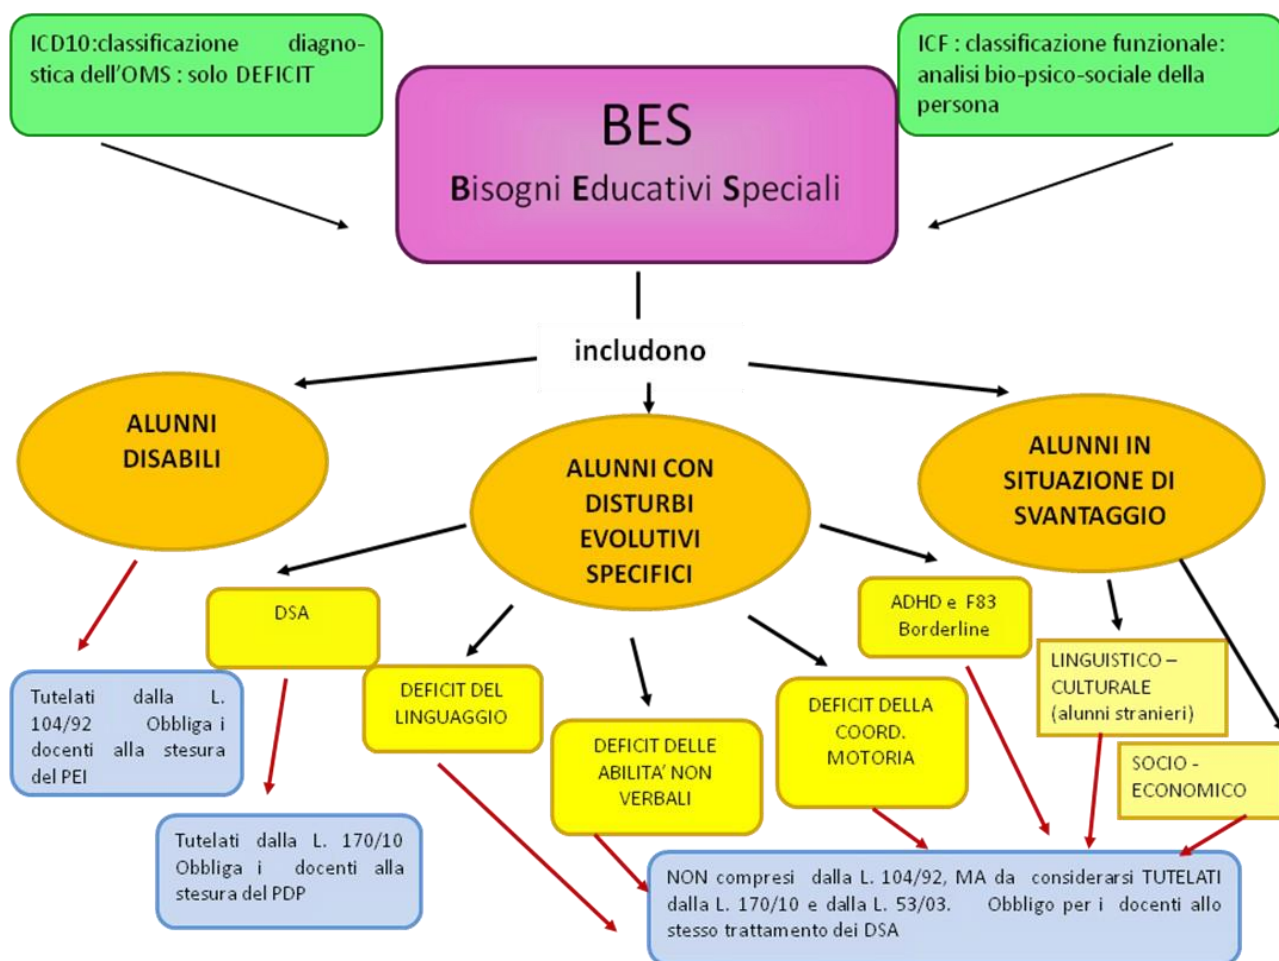 ICD10:classificazione diagno-
stica dell'OMS : solo DEFICIT
BES
Bisogni Educativi Speciali
ICF : classificazione funzionale:
analisi bio-psico-sociale della
persona
includono
ALUNNI
DISABILI
ALUNNI CON
DISTURBI
EVOLUTIVI
SPECIFICI
ALUNNI IN
SITUAZIONE DI
SVANTAGGIO
DSA
ADHD e F83
Borderline
DEFICIT DEL
LINGUAGGIO
DEFICIT DELLE
ABILITA' NON
VERBALI
DEFICIT DELLA
COORD.
MOTORIA
LINGUISTICO –
CULTURALE
(alunni stranieri)
SOCIO -
ECONOMICO
Tutelati dalla L.
104/92 Obbliga i
docenti alla stesura
del PEI
Tutelati dalla L. 170/10
Obbliga i docenti alla
stesura del PDP
NON compresi dalla L. 104/92, MA da considerarsi TUTELATI
dalla L. 170/10 e dalla L. 53/03. Obbligo per i docenti allo
stesso trattamento dei DSA